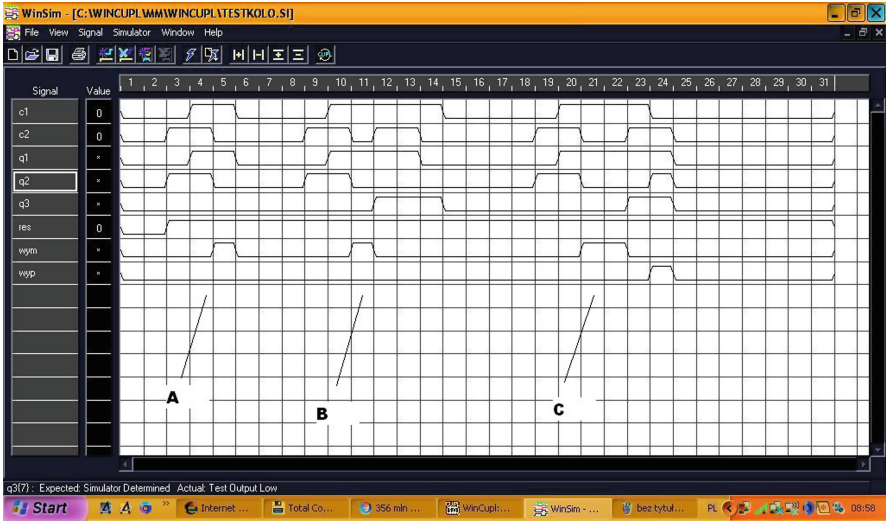 WinSim - [C:\WINCUPL\MM\WINCUPL\TESTKOLO.SI]
File View Signal Simulator Window Help
Signal Value 1 2 3 4 5 6 7 8 9 10 11 12 13 14 15 16 17 18 19 20 21 22 23 24 25 26 27 28 29 30 31
c1 0
c2 0
q1 ×
q2 ×
q3 ×
res 0
wym ×
wyp ×
A
B
C
q3{7} : Expected: Simulator Determined Actual: Test Output Low
Start Internet ... Total Co... 356 mln ... WinCupl:... WinSim - ... bez tytuł... PL 08:58